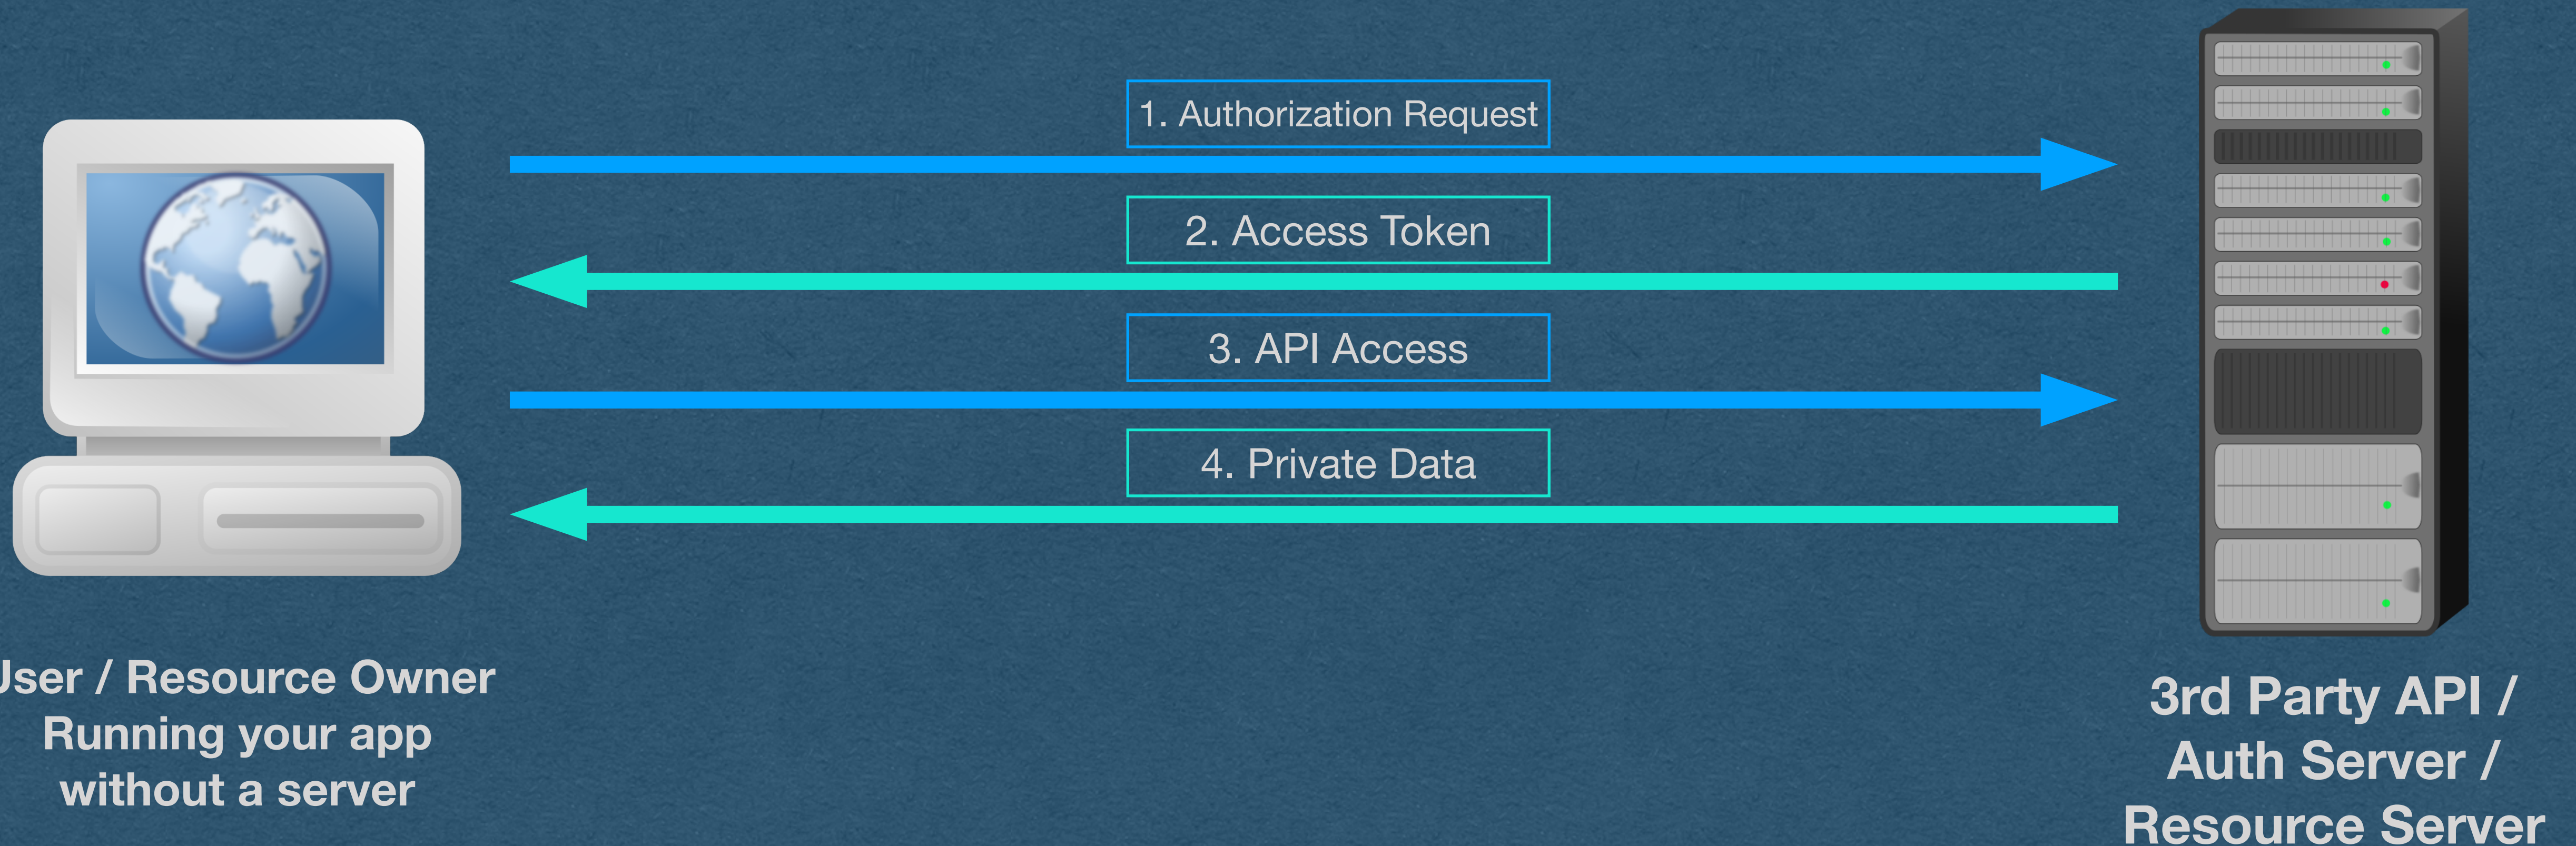 1. Authorization Request
2. Access Token
3. API Access
4. Private Data
User / Resource Owner
Running your app
without a server
3rd Party API /
Auth Server /
Resource Server